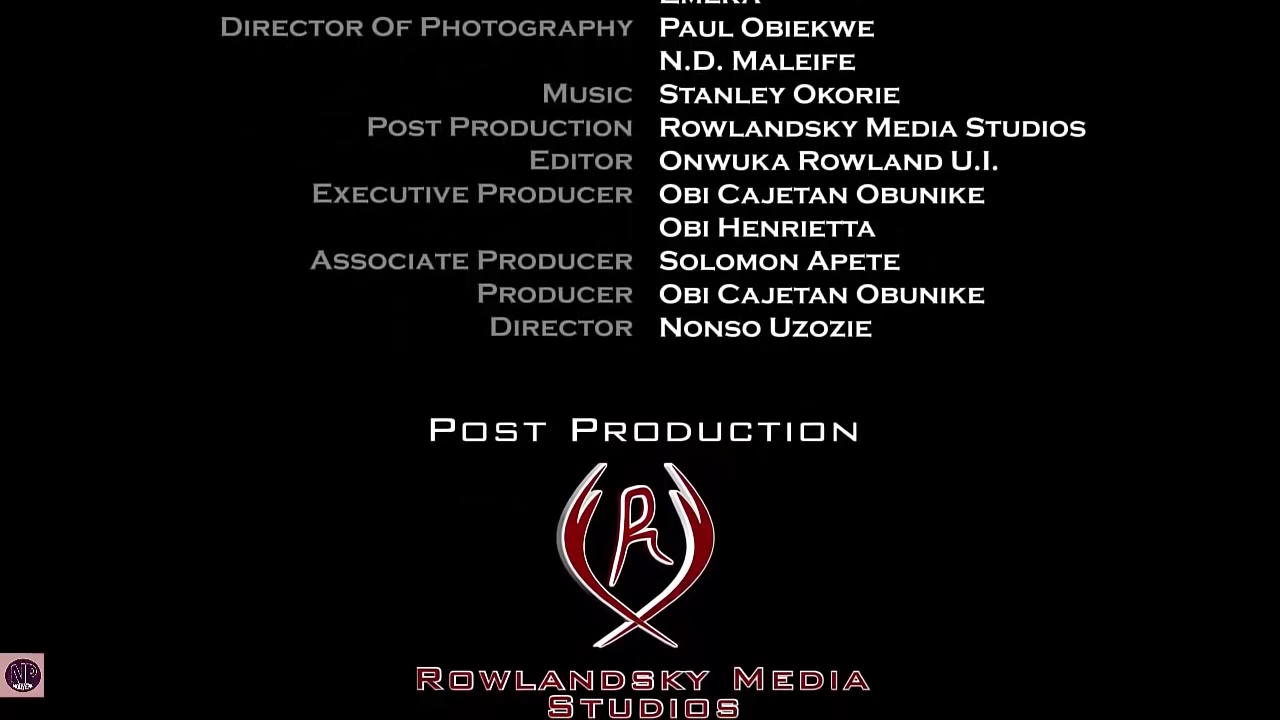 EMEKA
DIRECTOR OF PHOTOGRAPHY PAUL OBIEKWE
N.D. MALEIFE
MUSIC STANLEY OKORIE
POST PRODUCTION ROWLANDSKY MEDIA STUDIOS
EDITOR ONWUKA ROWLAND U.I.
EXECUTIVE PRODUCER OBI CAJETAN OBUNIKE
OBI HENRIETTA
ASSOCIATE PRODUCER SOLOMON APETE
PRODUCER OBI CAJETAN OBUNIKE
DIRECTOR NONSO UZOZIE
POST PRODUCTION
R
ROWLANDSKY MEDIA
STUDIOS